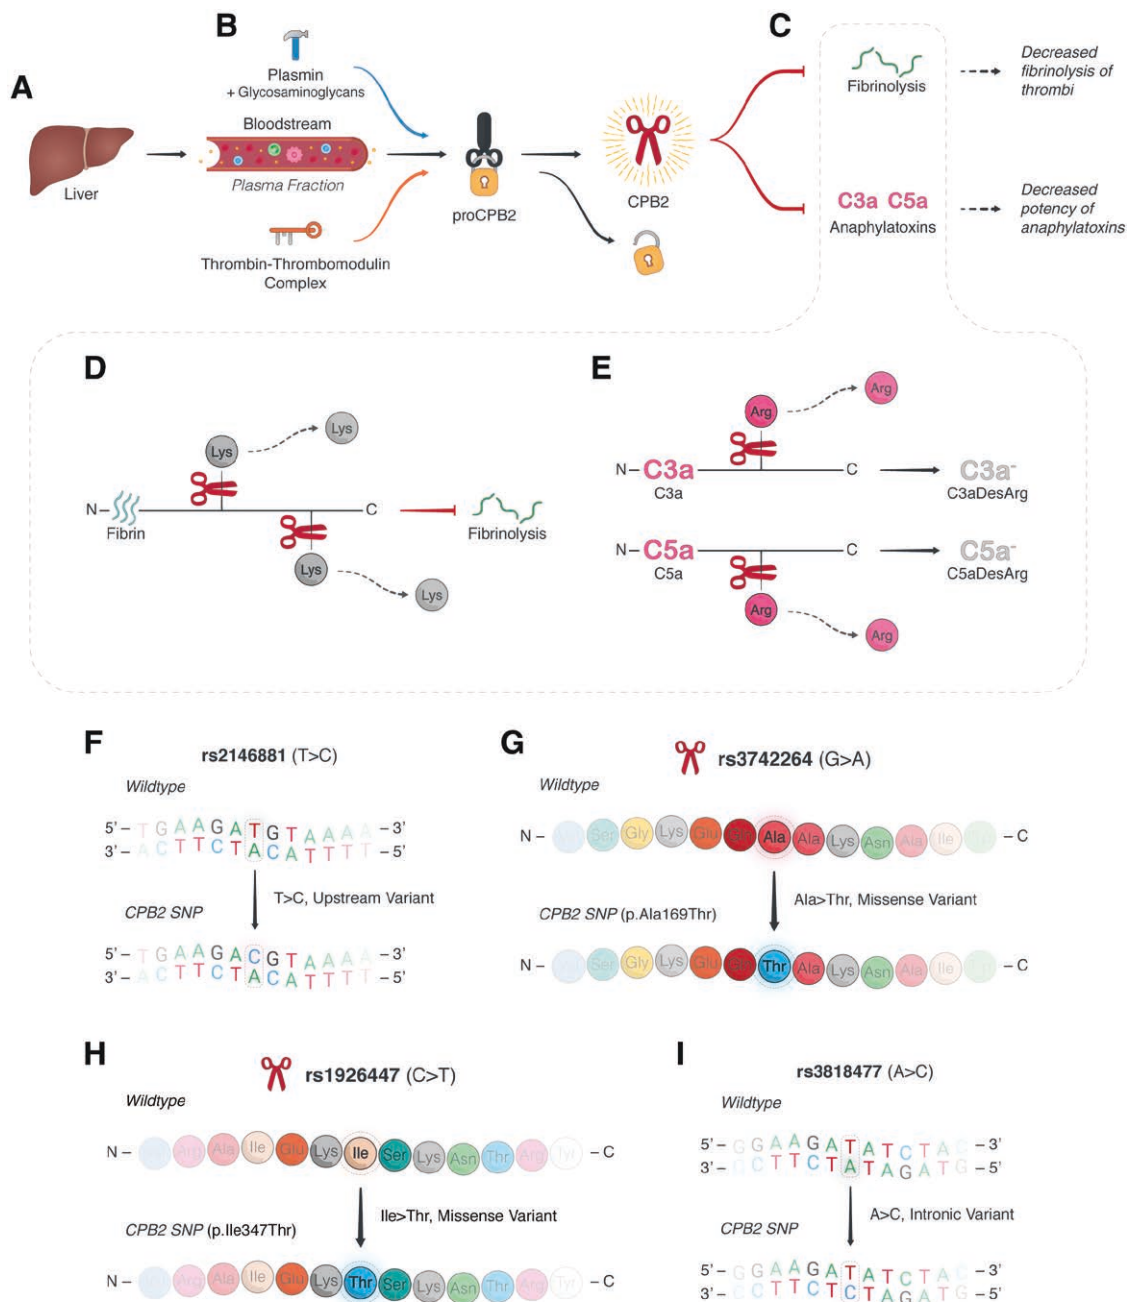 A
B
C
Liver
Plasmin
+ Glycosaminoglycans
Bloodstream
Plasma Fraction
Thrombin-Thrombomodulin
Complex
proCPB2
CPB2
Fibrinolysis
Decreased
fibrinolysis of
thrombi
C3a C5a
Anaphylatoxins
Decreased
potency of
anaphylatoxins
D
Lys
Lys
N – C
Fibrin
Fibrinolysis
Lys
Lys
E
Arg
Arg
N – C3a C C3a-
C3a C3aDesArg
N – C5a C C5a-
C5a C5aDesArg
Arg
Arg
F
rs2146881 (T>C)
Wildtype
5' – T G A A G A T G T A A A A – 3'
3' – A C T T C T A C A T T T T – 5'
T>C, Upstream Variant
CPB2 SNP
5' – T G A A G A C G T A A A A – 3'
3' – A C T T C T A C A T T T T – 5'
G
rs3742264 (G>A)
Wildtype
N – Ser Gly Lys Glu Ala Ala Lys Asn Ala Ile – C
Ala>Thr, Missense Variant
CPB2 SNP (p.Ala169Thr)
N – Ser Gly Lys Glu Thr Ala Lys Asn Ala Ile – C
H
rs1926447 (C>T)
Wildtype
N – Arg Ala Ile Glu Lys Ile Ser Lys Asn Thr Arg Tyr – C
Ile>Thr, Missense Variant
CPB2 SNP (p.Ile347Thr)
N – Arg Ala Ile Glu Lys Thr Ser Lys Asn Thr Arg Tyr – C
I
rs3818477 (A>C)
Wildtype
5' – G G A A G A T A T C T A C – 3'
3' – C C T T C T A T A G A T G – 5'
A>C, Intronic Variant
CPB2 SNP
5' – G G A A G A T A T C T A C – 3'
3' – C C T T C T C T A G A T G – 5'